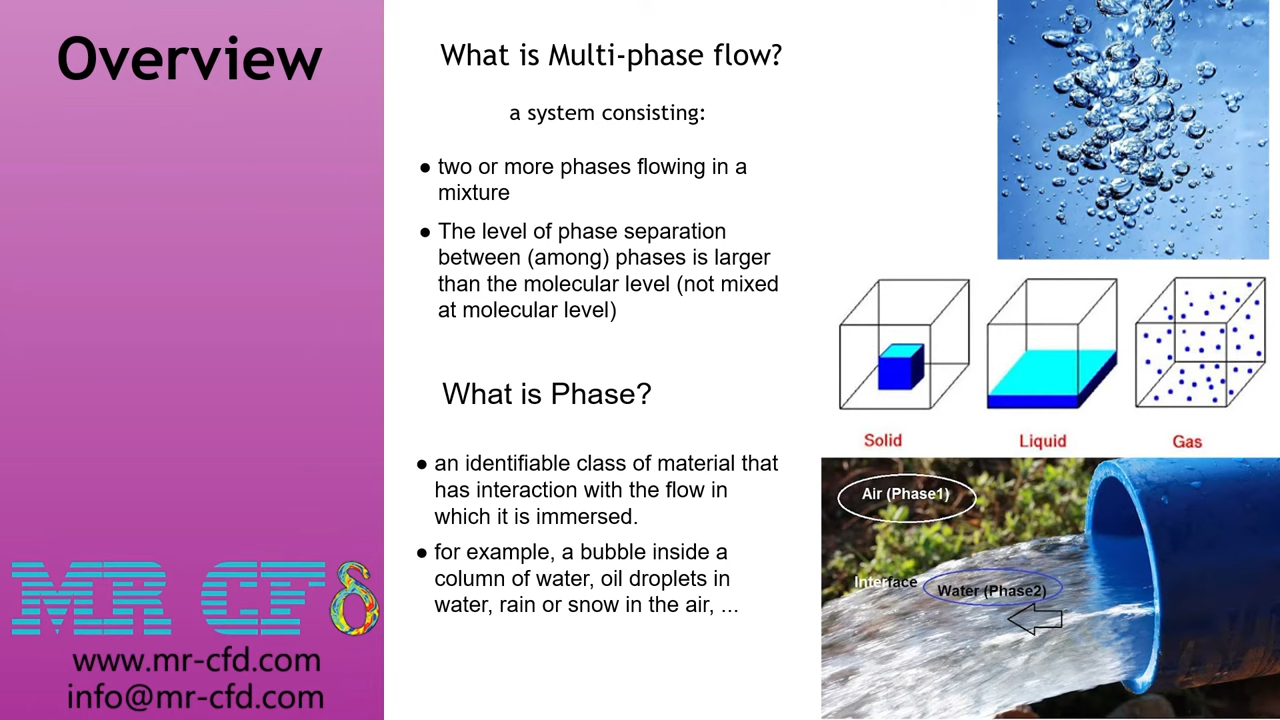 Overview
What is Multi-phase flow?
a system consisting:
● two or more phases flowing in a
mixture
● The level of phase separation
between (among) phases is larger
than the molecular level (not mixed
at molecular level)
What is Phase?
● an identifiable class of material that
has interaction with the flow in
which it is immersed.
● for example, a bubble inside a
column of water, oil droplets in
water, rain or snow in the air, ...
Solid
Liquid
Gas
Air (Phase1)
Interface
Water (Phase2)
MR CFδ
www.mr-cfd.com
info@mr-cfd.com